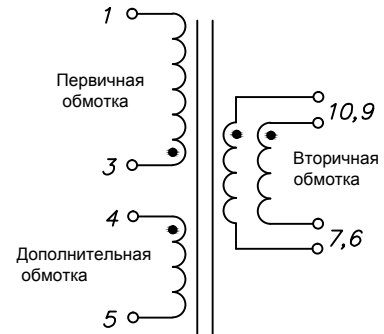 1
Первичная
обмотка
3
4
Дополнительная
обмотка
5
10,9
Вторичная
обмотка
7,6